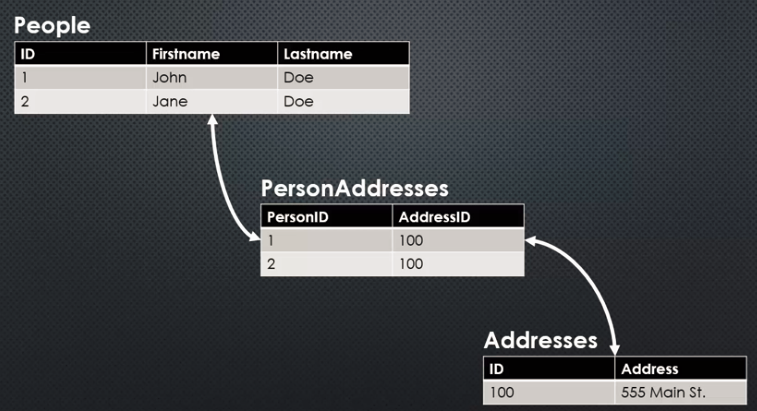 People
ID Firstname Lastname
1 John Doe
2 Jane Doe
PersonAddresses
PersonID AddressID
1 100
2 100
Addresses
ID Address
100 555 Main St.